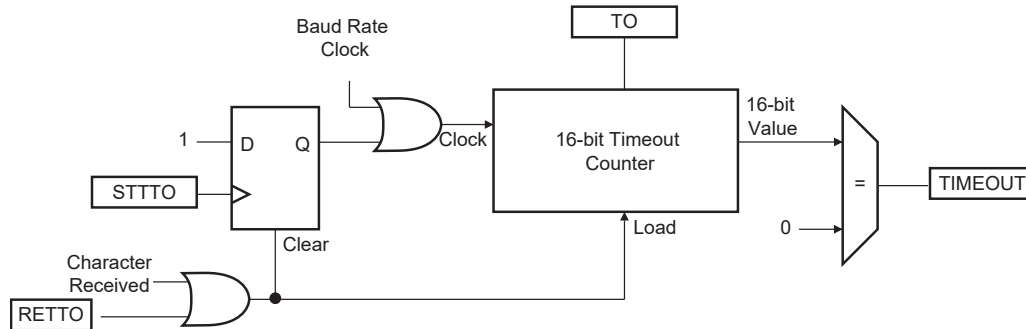 TO
Baud Rate
Clock
16-bit
Value
1
D
Q
Clock
16-bit Timeout
Counter
STTTO
=
TIMEOUT
Clear
Load
0
Character
Received
RETTO